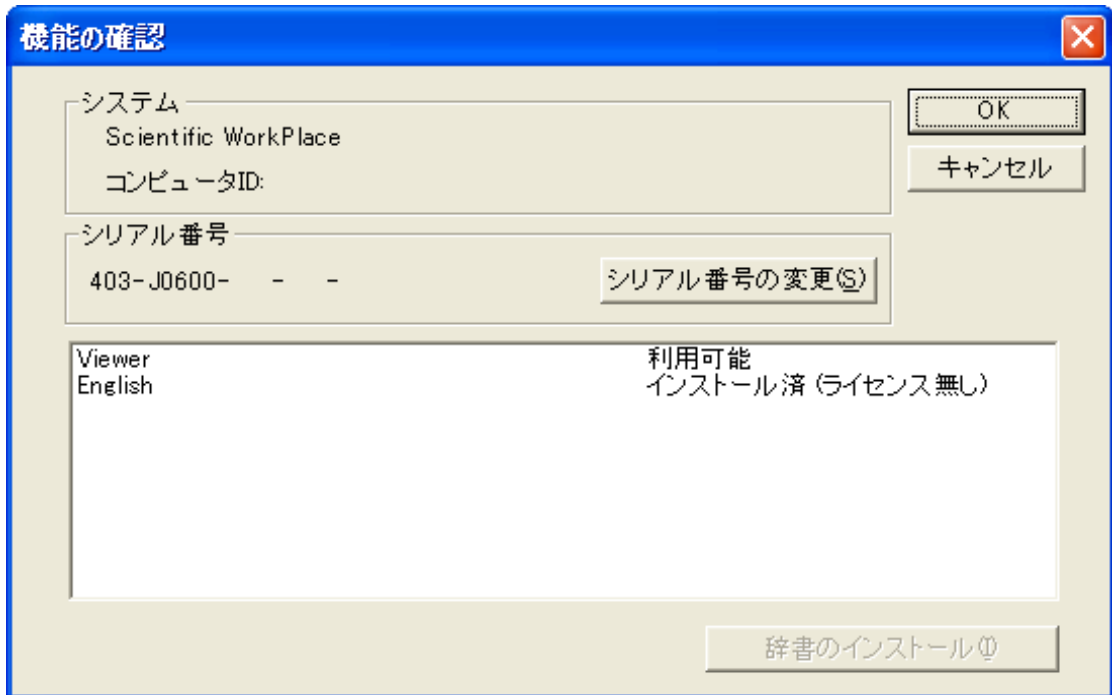 機能の確認
システム
Scientific WorkPlace
コンピュータID:
OK
キャンセル
シリアル番号
403-J0600-　-　-
シリアル番号の変更(S)
Viewer 利用可能
English インストール済 (ライセンス無し)
辞書のインストール(I)